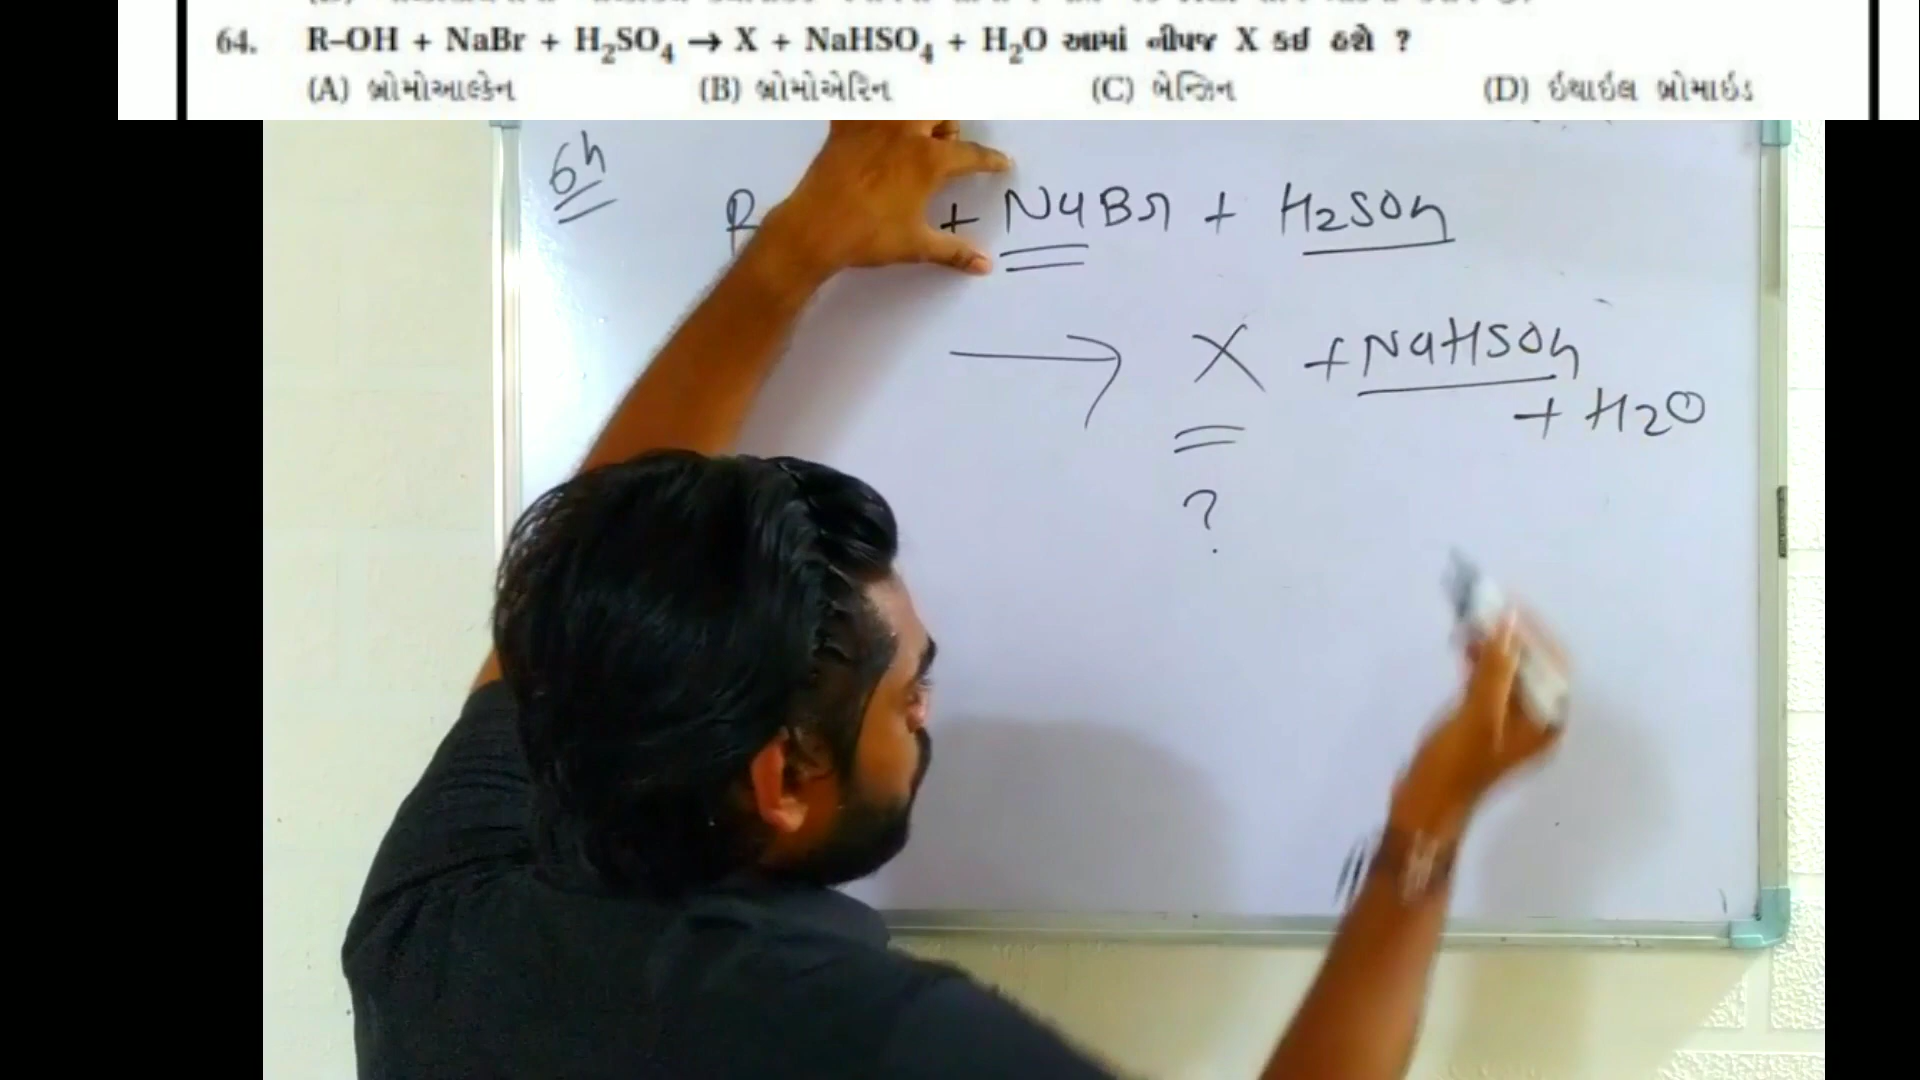 64. R–OH + NaBr + H₂SO₄ → X + NaHSO₄ + H₂O આમાં નીપજ X કઈ હશે ?
(A) બ્રોમોઆલ્કેન (B) બ્રોમોએરિન (C) બેન્ઝિન (D) ઇથાઇલ બ્રોમાઇડ
64
R + NaBr + H2SO4
→ X + NaHSO4
+ H2O
?